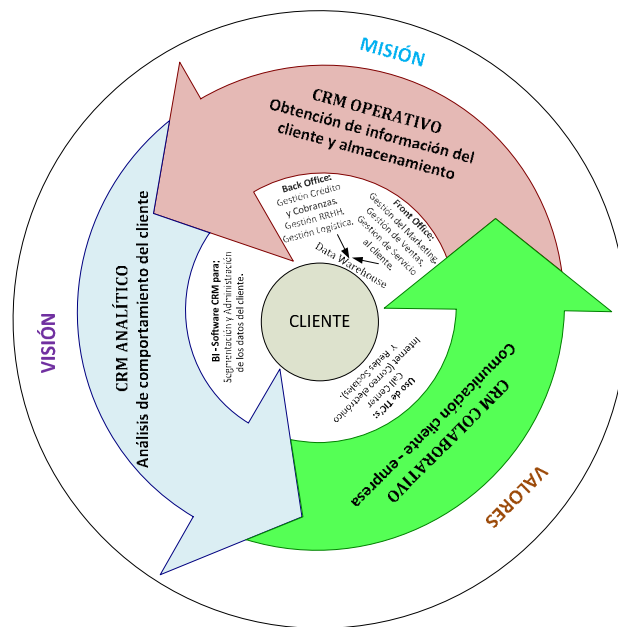 MISIÓN
CRM OPERATIVO
Obtención de información del
cliente y almacenamiento
Back Office:
Gestión Crédito
y Cobranzas,
Gestión RRHH,
Gestión Logística.
Front Office:
Gestión del Marketing,
Gestión de Ventas,
Gestión de Servicio
al cliente.
Data Warehouse
VISIÓN
CRM ANALÍTICO
Análisis de comportamiento del cliente
BI - Software CRM para:
Segmentación y Administración
de los datos del cliente.
CLIENTE
Uso de TIC's:
(Call Center
Internet (Correo electrónico
Y Redes Sociales),
CRM COLABORATIVO
Comunicación cliente - empresa
VALORES